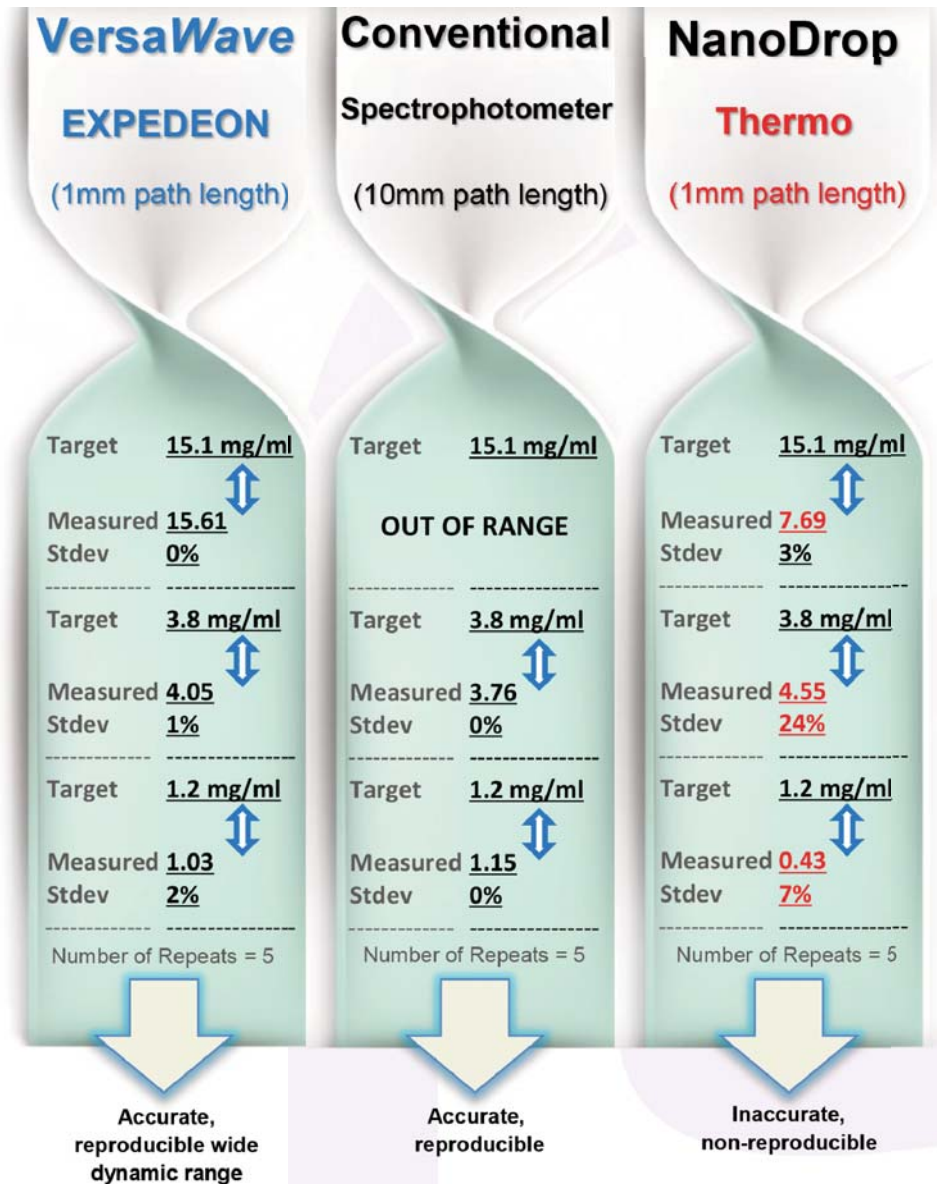 VersaWave
EXPEDEON
(1mm path length)
Target 15.1 mg/ml
Measured 15.61
Stdev 0%
Target 3.8 mg/ml
Measured 4.05
Stdev 1%
Target 1.2 mg/ml
Measured 1.03
Stdev 2%
Number of Repeats = 5
Accurate,
reproducible wide
dynamic range
Conventional
Spectrophotometer
(10mm path length)
Target 15.1 mg/ml
OUT OF RANGE
Target 3.8 mg/ml
Measured 3.76
Stdev 0%
Target 1.2 mg/ml
Measured 1.15
Stdev 0%
Number of Repeats = 5
Accurate,
reproducible
NanoDrop
Thermo
(1mm path length)
Target 15.1 mg/ml
Measured 7.69
Stdev 3%
Target 3.8 mg/ml
Measured 4.55
Stdev 24%
Target 1.2 mg/ml
Measured 0.43
Stdev 7%
Number of Repeats = 5
Inaccurate,
non-reproducible